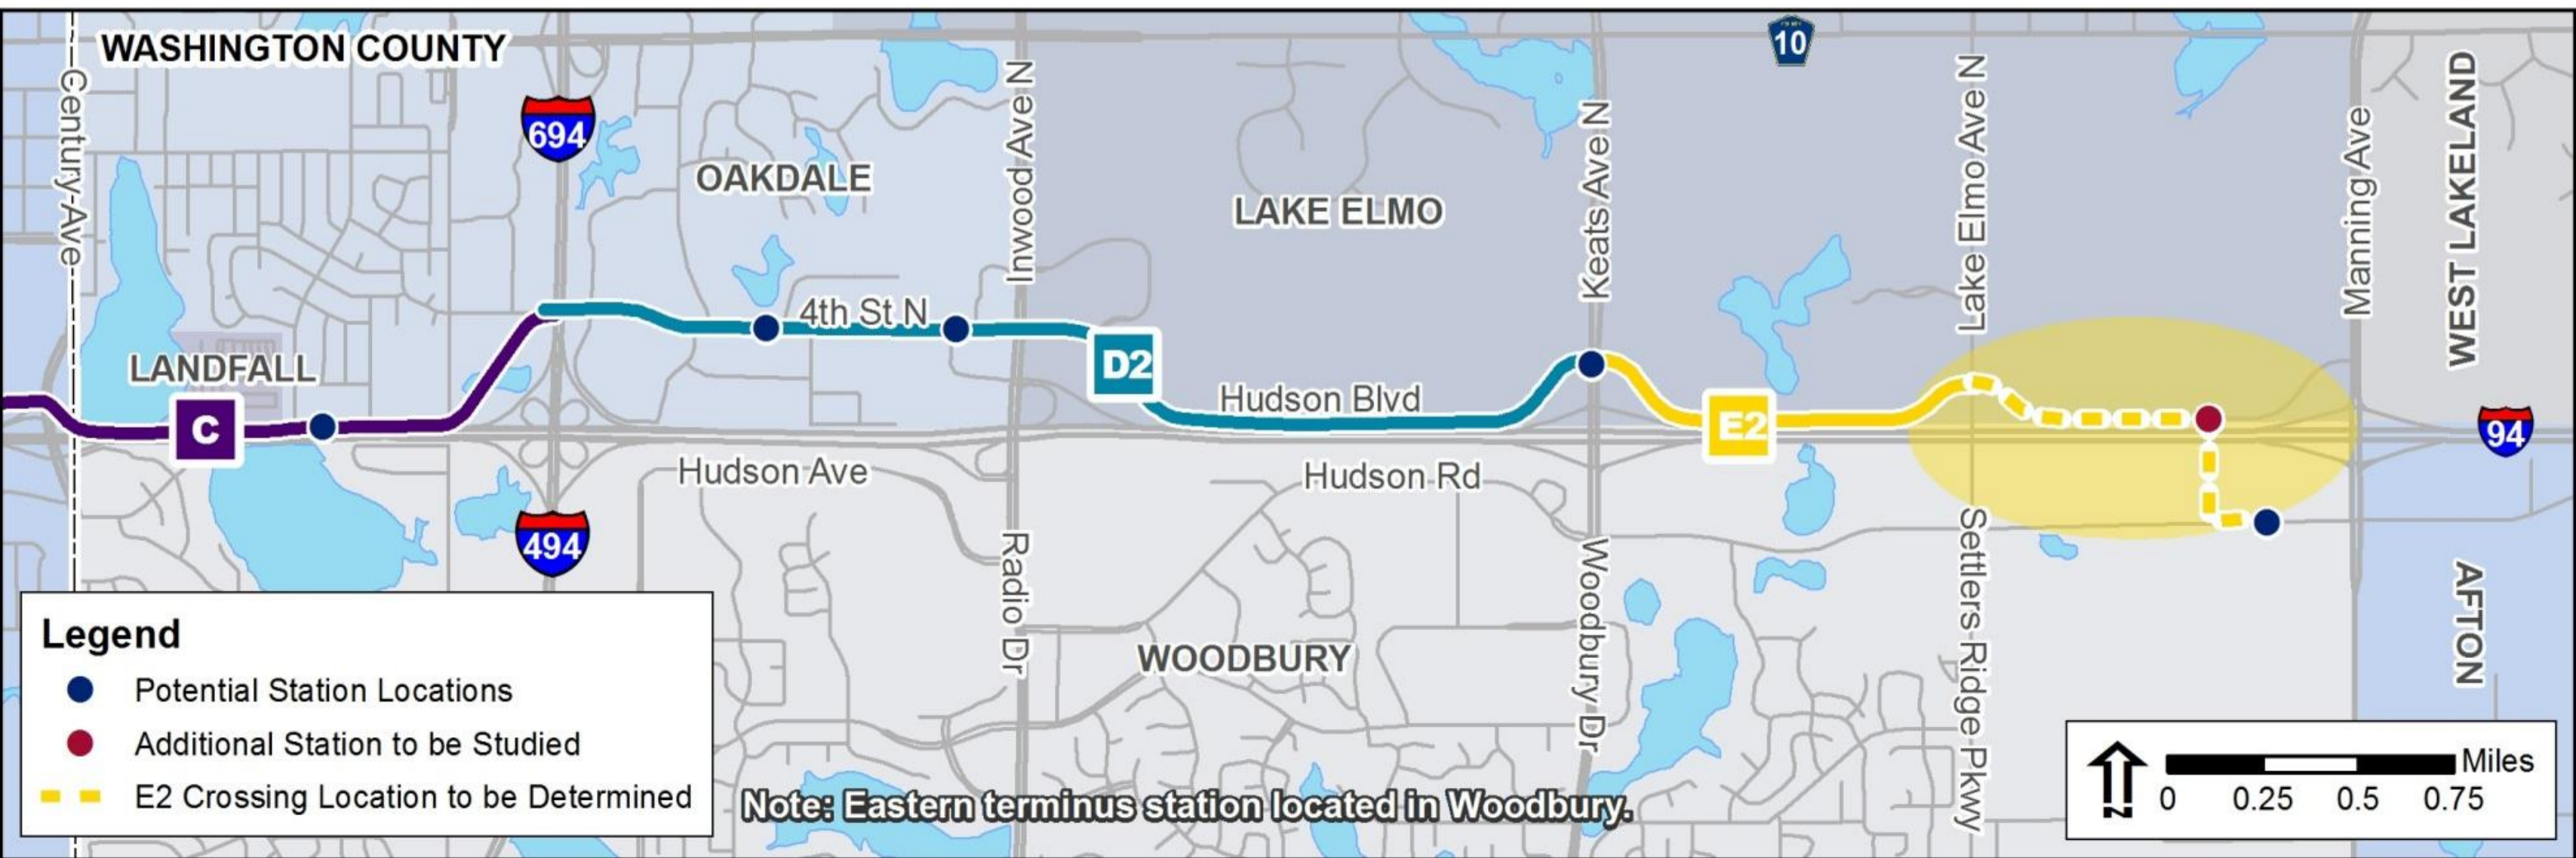 WASHINGTON COUNTY
10
Century Ave
694
Inwood Ave N
Keats Ave N
Lake Elmo Ave N
Manning Ave
WEST LAKELAND
OAKDALE
LAKE ELMO
4th St N
LANDFALL
D2
Hudson Blvd
C
E2
94
Hudson Ave
Hudson Rd
494
Radio Dr
Woodbury Dr
Settlers Ridge Pkwy
AFTON
WOODBURY
Legend
Potential Station Locations
Additional Station to be Studied
E2 Crossing Location to be Determined
Note: Eastern terminus station located in Woodbury.
N
Miles
0 0.25 0.5 0.75